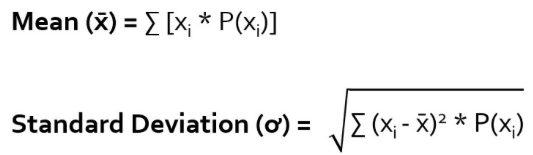 Mean (x̄) = ∑ [xᵢ * P(xᵢ)]
Standard Deviation (σ) = √∑ (xᵢ - x̄)² * P(xᵢ)